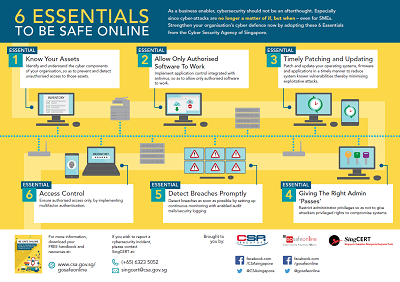 6 ESSENTIALS
TO BE SAFE ONLINE
As a business enabler, cybersecurity should not be an afterthought. Especially
since cyber-attacks are no longer a matter of if, but when – even for SMEs.
Strengthen your organisation's cyber defence now by adopting these 6 Essentials
from the Cyber Security Agency of Singapore.
ESSENTIAL
1 Know Your Assets
Identify and understand the cyber components
of your organisation, so as to prevent and detect
unauthorised access to those assets.
INVENTORY
ESSENTIAL
2 Allow Only Authorised
Software To Work
Implement application control integrated with
antivirus, so as to allow only authorised software
to work.
ESSENTIAL
3 Timely Patching and Updating
Patch and update your operating systems, firmware
and applications in a timely manner to reduce
system known vulnerabilities thereby minimising
exploitative attacks.
INVENTORY
ESSENTIAL
6 Access Control
Ensure authorised access only, by implementing
multifactor authentication.
ESSENTIAL
5 Detect Breaches Promptly
Detect breaches as soon as possible by setting up
continuous monitoring with enabled audit
trails/security logging.
ESSENTIAL
4 Giving The Right Admin
'Passes'
Restrict administrator privileges so as not to give
attackers privileged rights to compromise systems.
BE SAFE ONLINE
For more information,
download your
FREE handbook and
resources at:
www.csa.gov.sg/
gosafeonline
If you wish to report a
cybersecurity incident,
please contact
SingCERT at:
(+65) 6323 5052
singcert@csa.gov.sg
Brought to
you by:
CSA
SINGAPORE
gosafeonline
SingCERT
facebook.com/
CSAsingapore
@CSAsingapore
facebook.com/
gosafeonline
@gosafeonline